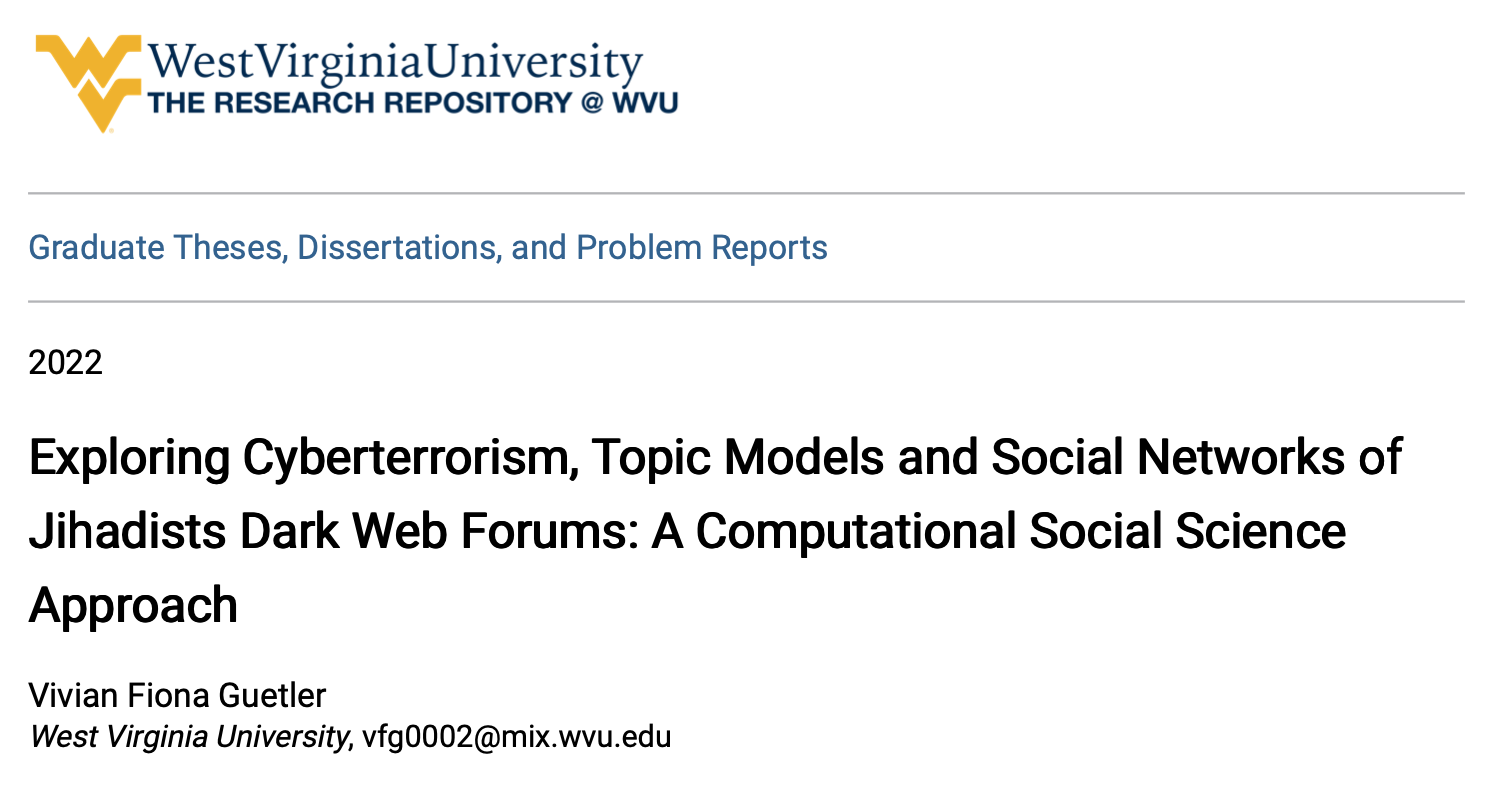 WestVirginiaUniversity
THE RESEARCH REPOSITORY @ WVU
Graduate Theses, Dissertations, and Problem Reports
2022
Exploring Cyberterrorism, Topic Models and Social Networks of
Jihadists Dark Web Forums: A Computational Social Science
Approach
Vivian Fiona Guetler
West Virginia University, vfg0002@mix.wvu.edu